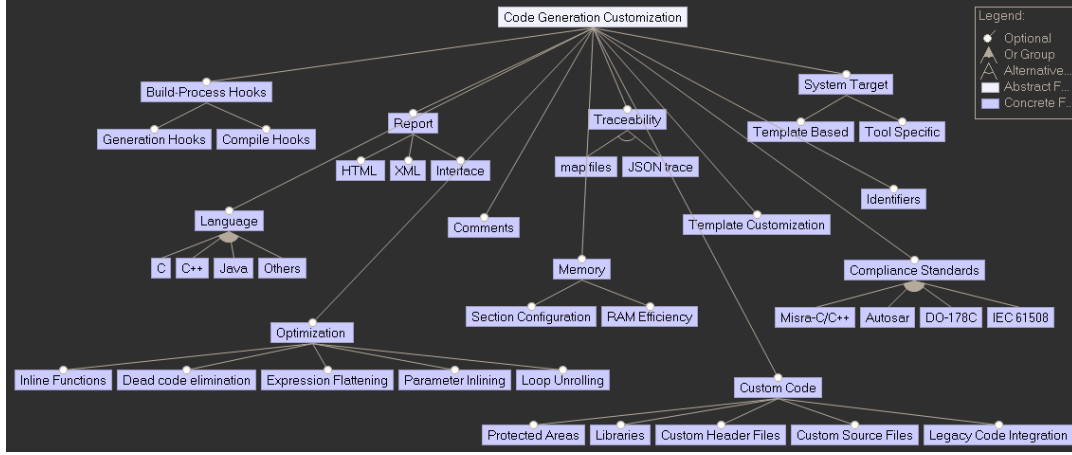 Code Generation Customization
Legend:
Optional
Or Group
Alternative...
Abstract F...
Concrete F...
Build-Process Hooks
System Target
Report
Traceability
Generation Hooks
Compile Hooks
Template Based
Tool Specific
HTML
XML
Interface
map files
JSON trace
Identifiers
Language
Comments
Template Customization
C
C++
Java
Others
Memory
Compliance Standards
Section Configuration
RAM Efficiency
Misra-C/C++
Autosar
DO-178C
IEC 61508
Optimization
Inline Functions
Dead code elimination
Expression Flattening
Parameter Inlining
Loop Unrolling
Custom Code
Protected Areas
Libraries
Custom Header Files
Custom Source Files
Legacy Code Integration